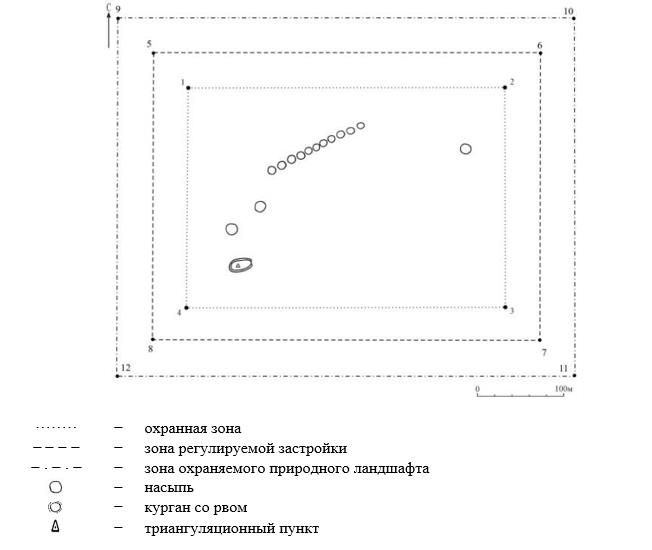 С 9 10
5 6
1 2
4 3
8 7
12 11
0 100м
– охранная зона
– зона регулируемой застройки
– зона охраняемого природного ландшафта
– насыпь
– курган со рвом
– триангуляционный пункт